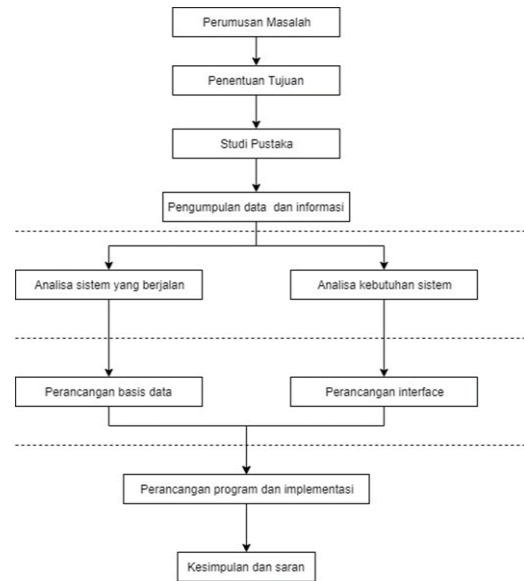 Perumusan Masalah
Penentuan Tujuan
Studi Pustaka
Pengumpulan data dan informasi
Analisa sistem yang berjalan
Analisa kebutuhan sistem
Perancangan basis data
Perancangan interface
Perancangan program dan implementasi
Kesimpulan dan saran